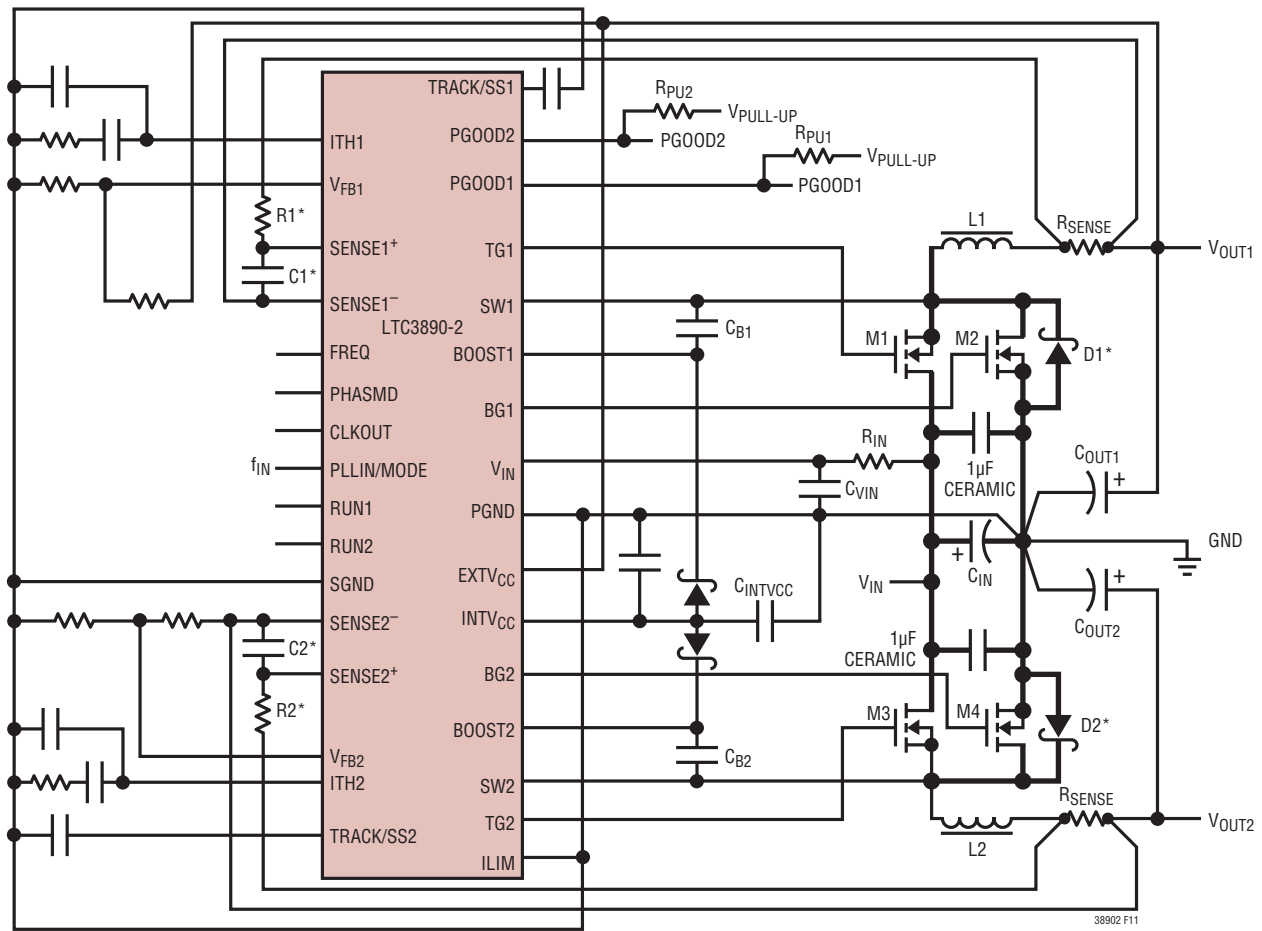 TRACK/SS1
ITH1
VFB1
SENSE1+
SENSE1–
LTC3890-2
FREQ
PHASMD
CLKOUT
PLLIN/MODE
RUN1
RUN2
SGND
SENSE2–
SENSE2+
VFB2
ITH2
TRACK/SS2
PGOOD2
PGOOD1
TG1
SW1
BOOST1
BG1
VIN
PGND
EXTVCC
INTVCC
BG2
BOOST2
SW2
TG2
ILIM
R1*
C1*
fIN
C2*
R2*
RPU2
VPULL-UP
PGOOD2
RPU1
VPULL-UP
PGOOD1
L1
RSENSE
VOUT1
CB1
M1
M2
D1*
RIN
CVIN
1µF
CERAMIC
COUT1
+
GND
VIN
+
CIN
CINTVCC
+
COUT2
1µF
CERAMIC
M3
M4
D2*
CB2
RSENSE
L2
VOUT2
38902 F11